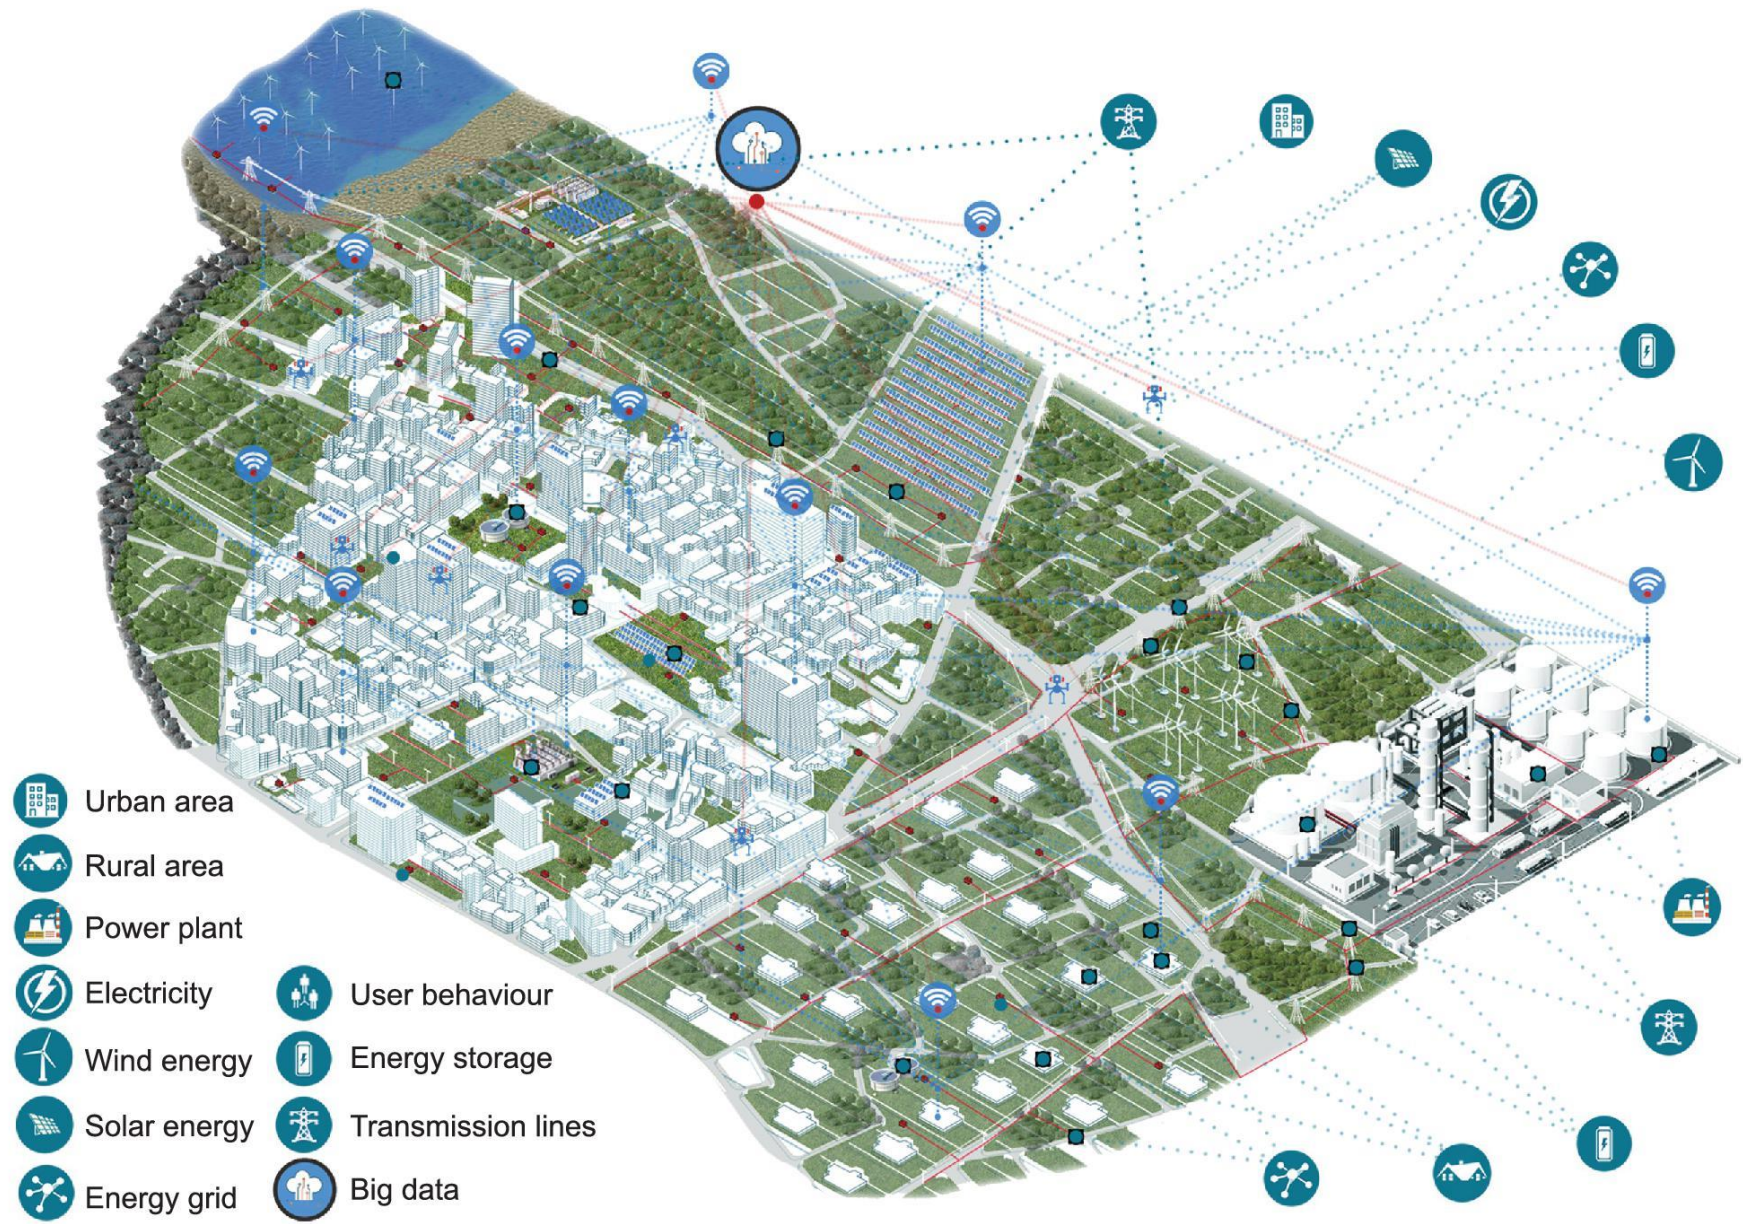 Urban area
Rural area
Power plant
Electricity
Wind energy
Solar energy
Energy grid
User behaviour
Energy storage
Transmission lines
Big data